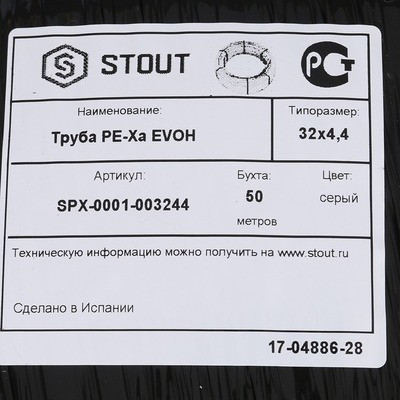 STOUT
РСТ
Наименование:
Труба PE-Xa EVOH
Типоразмер:
32x4,4
Артикул:
SPX-0001-003244
Бухта:
50
метров
Цвет:
серый
Техническую информацию можно получить на www.stout.ru
Сделано в Испании
17-04886-28